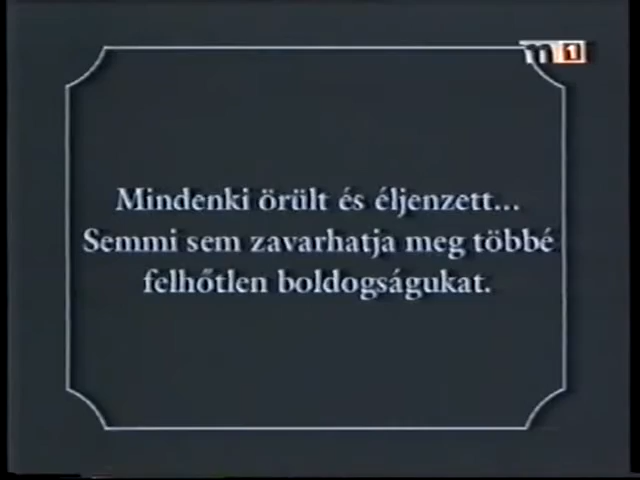 m1
Mindenki örült és éljenzett...
Semmi sem zavarhatja meg többé
felhőtlen boldogságukat.